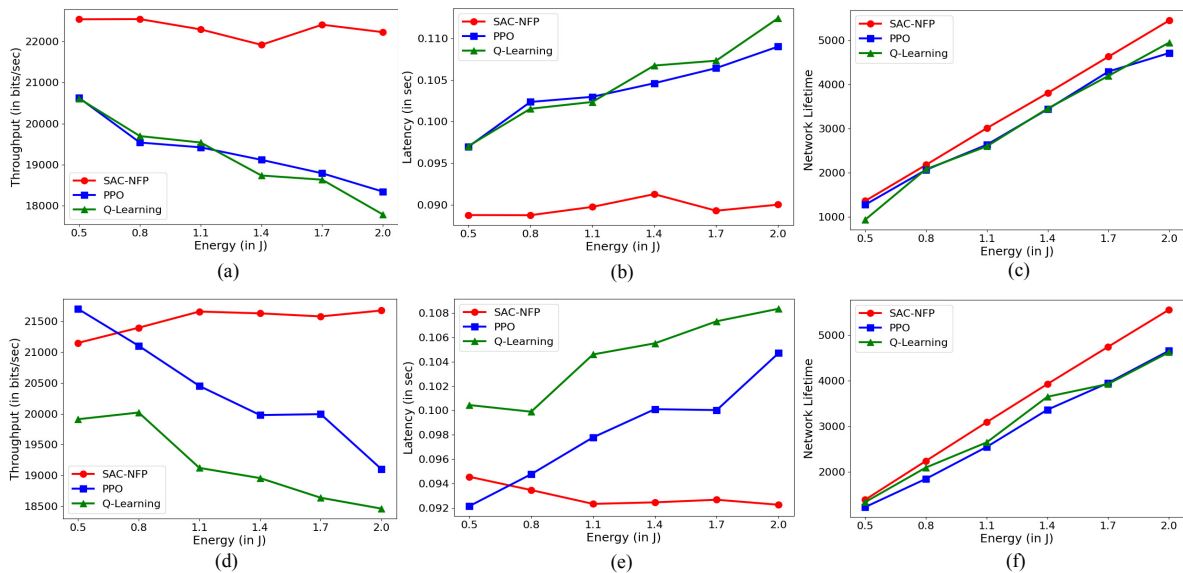 Throughput (in bits/sec)
22000
21000
20000
19000
18000
SAC-NFP
PPO
Q-Learning
0.5 0.8 1.1 1.4 1.7 2.0
Energy (in J)
(a)
Latency (in sec)
0.110
0.105
0.100
0.095
0.090
SAC-NFP
PPO
Q-Learning
0.5 0.8 1.1 1.4 1.7 2.0
Energy (in J)
(b)
Network Lifetime
5000
4000
3000
2000
1000
SAC-NFP
PPO
Q-Learning
0.5 0.8 1.1 1.4 1.7 2.0
Energy (in J)
(c)
Throughput (in bits/sec)
21500
21000
20500
20000
19500
19000
18500
SAC-NFP
PPO
Q-Learning
0.5 0.8 1.1 1.4 1.7 2.0
Energy (in J)
(d)
Latency (in sec)
0.108
0.106
0.104
0.102
0.100
0.098
0.096
0.094
0.092
SAC-NFP
PPO
Q-Learning
0.5 0.8 1.1 1.4 1.7 2.0
Energy (in J)
(e)
Network Lifetime
5000
4000
3000
2000
SAC-NFP
PPO
Q-Learning
0.5 0.8 1.1 1.4 1.7 2.0
Energy (in J)
(f)